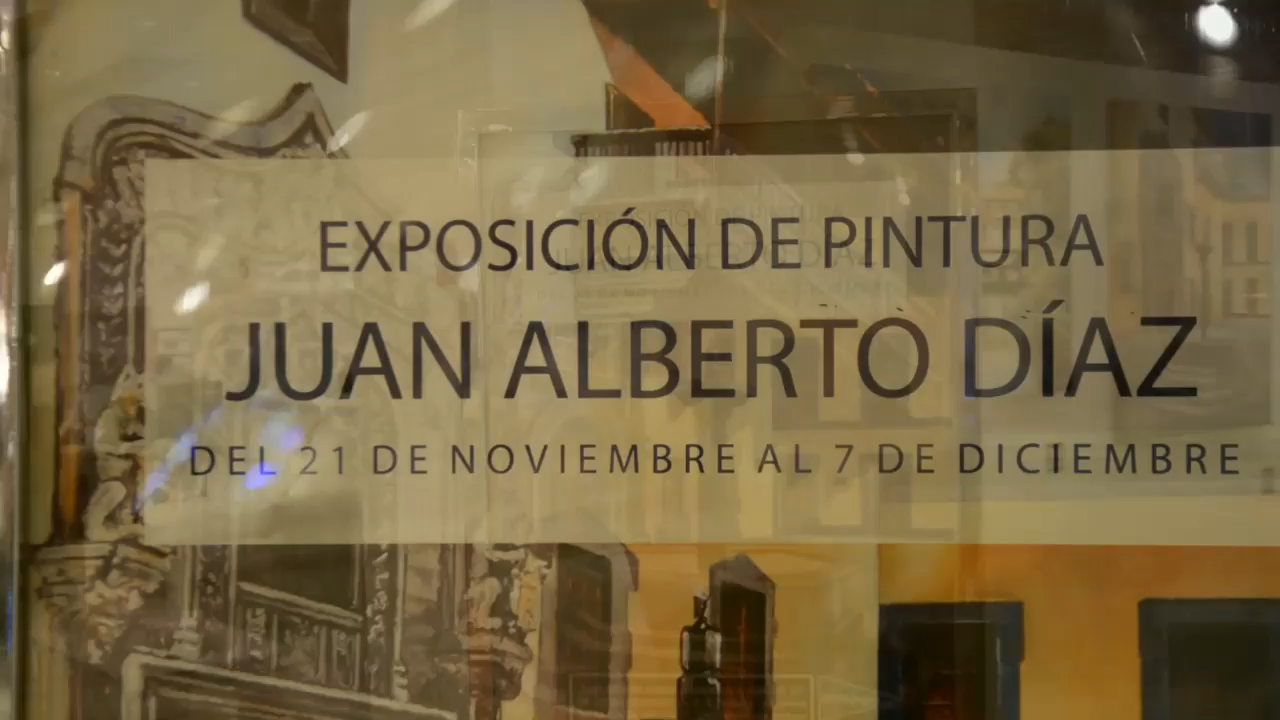 EXPOSICIÓN DE PINTURA
JUAN ALBERTO DÍAZ
DEL 21 DE NOVIEMBRE AL 7 DE DICIEMBRE